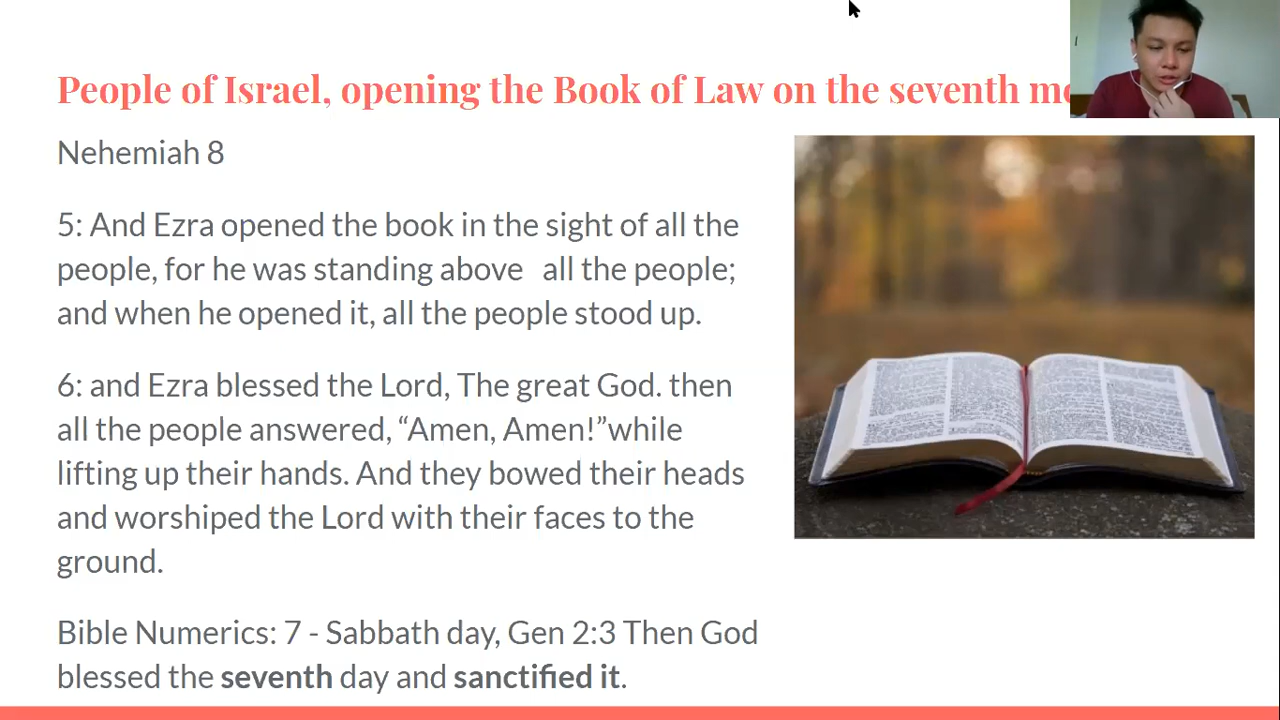 People of Israel, opening the Book of Law on the seventh
Nehemiah 8
5: And Ezra opened the book in the sight of all the
people, for he was standing above all the people;
and when he opened it, all the people stood up.
6: and Ezra blessed the Lord, The great God. then
all the people answered, “Amen, Amen!”while
lifting up their hands. And they bowed their heads
and worshiped the Lord with their faces to the
ground.
Bible Numerics: 7 - Sabbath day, Gen 2:3 Then God
blessed the seventh day and sanctified it.